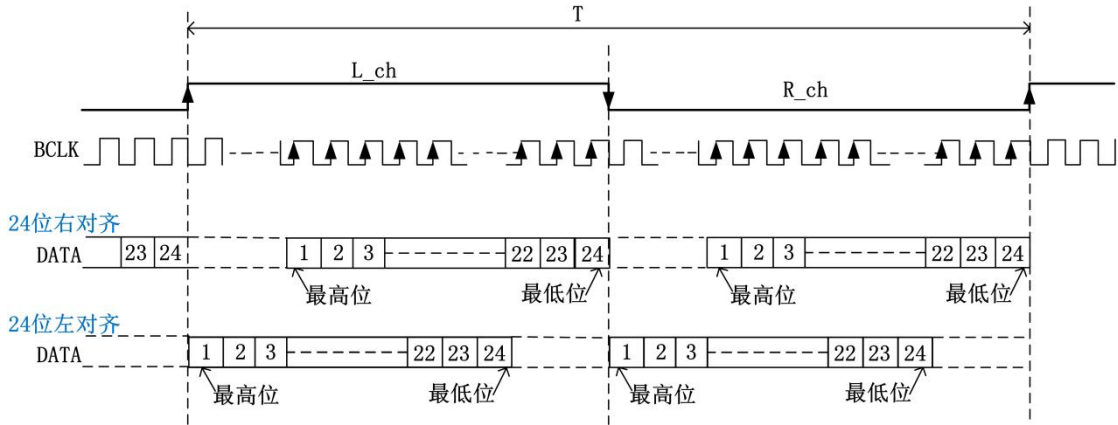 T
L_ch
R_ch
BCLK
24位右对齐
DATA 23 24 1 2 3 22 23 24 1 2 3 22 23 24
最高位 最低位 最高位 最低位
24位左对齐
DATA 1 2 3 22 23 24 1 2 3 22 23 24
最高位 最低位 最高位 最低位